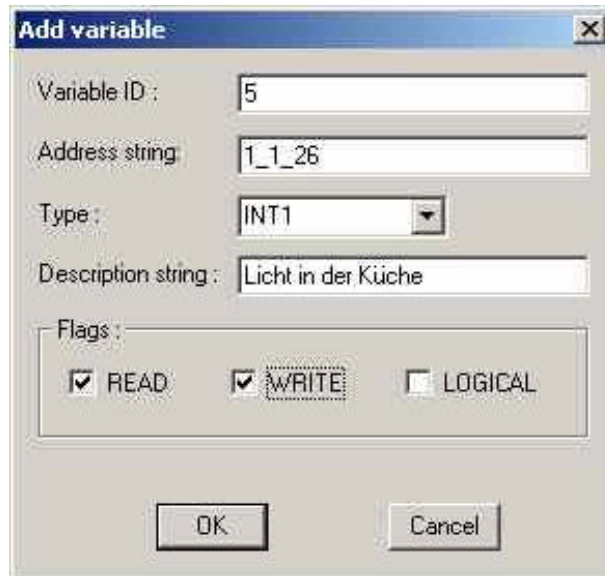 Add variable
Variable ID : 5
Address string: 1_1_26
Type : INT1
Description string : Licht in der Küche
Flags :
READ WRITE LOGICAL
OK Cancel